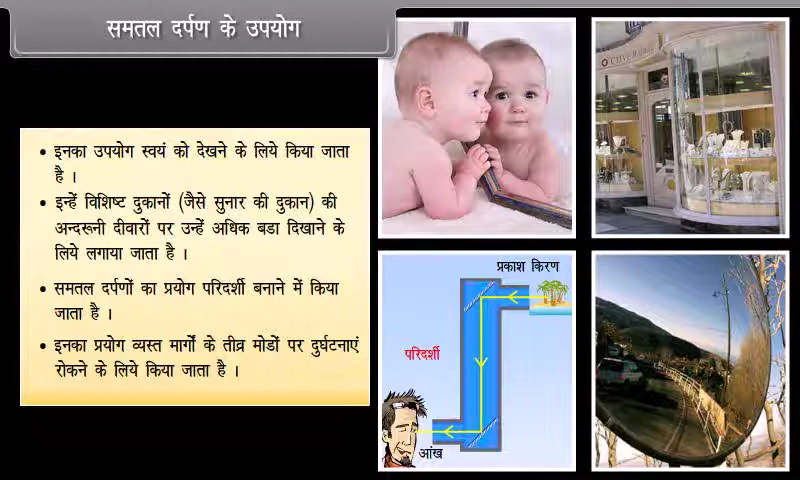 समतल दर्पण के उपयोग
• इनका उपयोग स्वयं को देखने के लिये किया जाता
है ।
• इन्हें विशिष्ट दुकानों (जैसे सुनार की दुकान) की
अन्दरूनी दीवारों पर उन्हें अधिक बडा दिखाने के
लिये लगाया जाता है ।
• समतल दर्पणों का प्रयोग परिदर्शी बनाने में किया
जाता है ।
• इनका प्रयोग व्यस्त मार्गों के तीव्र मोडों पर दुर्घटनाएं
रोकने के लिये किया जाता है ।
प्रकाश किरण
परिदर्शी
आंख